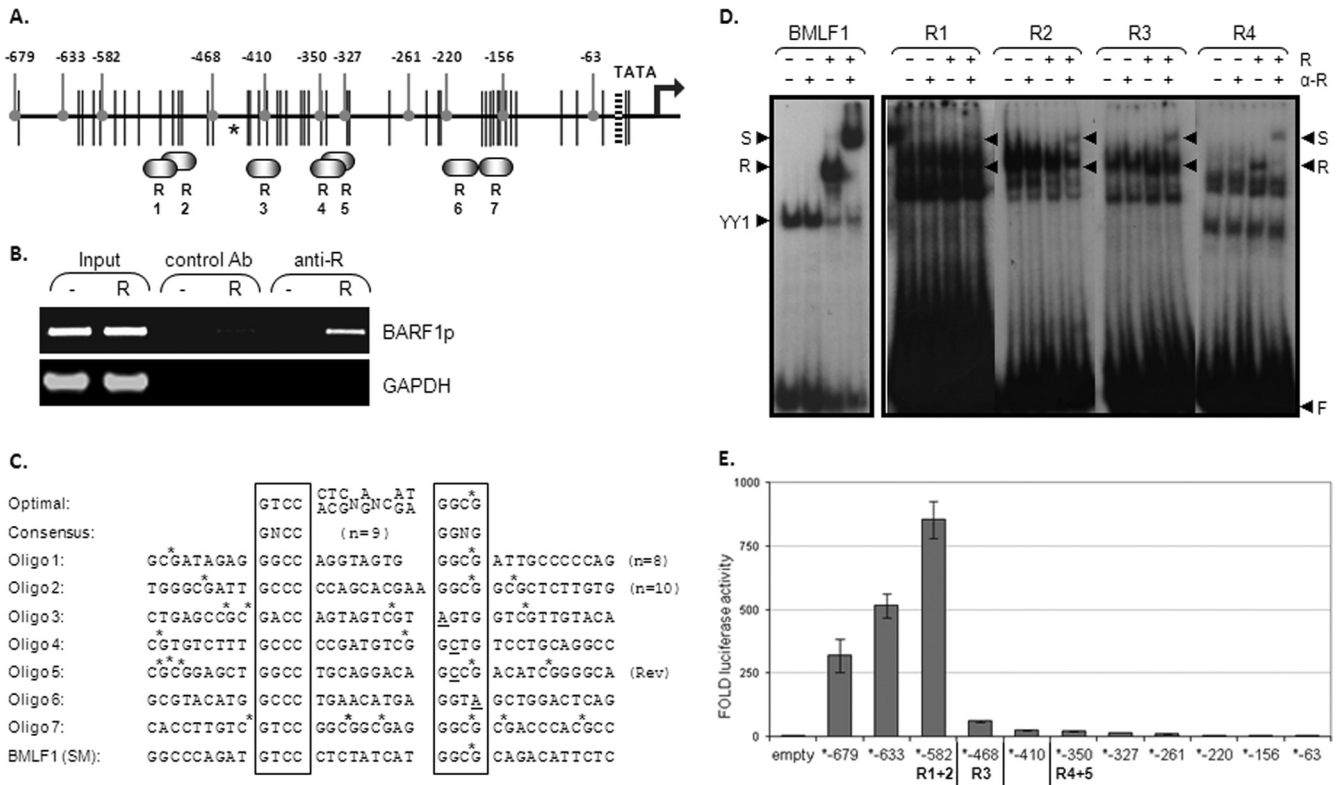 A.
-679 -633 -582 -468 -410 -350 -327 -261 -220 -156 -63
TATA
*
R R R R R R R
1 2 3 4 5 6 7
B.
Input control Ab anti-R
- R - R - R
BARF1p
GAPDH
C.
Optimal: GTCC CTC A AT GGCG *
ACGNGNCGA
Consensus: GNCC (n=9) GGNG
Oligo 1: GCGATAGAG GGCC AGGTAGTG GGCG ATTGCCCCCAG (n=8)
Oligo 2: TGGGCGATT GCCC CCAGCACGAA GGCG GCGCTCTTGTG (n=10)
Oligo 3: CTGAGCCGC GACC AGTAGTCGT AGTG GTCGTTGTACA
Oligo 4: CGTGTCTTT GCCC CCGATGTCG GCTG TCCTGCAGGCC
Oligo 5: CGCGGAGCT GGCC TGCAGGACA GCCG ACATCGGGGCA (Rev)
Oligo 6: GCGTACATG GCCC TGAACATGA GGTA GCTGGACTCAG
Oligo 7: CACCTTGTC GTCC GGCGGCGAG GGCG CGACCCACGCC
BMLF1 (SM): GGCCCAGAT GTCC CTCTATCAT GGCG CAGACATTCTC
D.
BMLF1 R1 R2 R3 R4
- - + + - - + + - - + + - - + + - - + + R
- + - + - + - + - + - + - + - + - + - + α-R
S S
R R
YY1
F
E.
FOLD luciferase activity
1000
750
500
250
0
empty *-679 *-633 *-582 *-468 *-410 *-350 *-327 *-261 *-220 *-156 *-63
R1+2 R3 R4+5